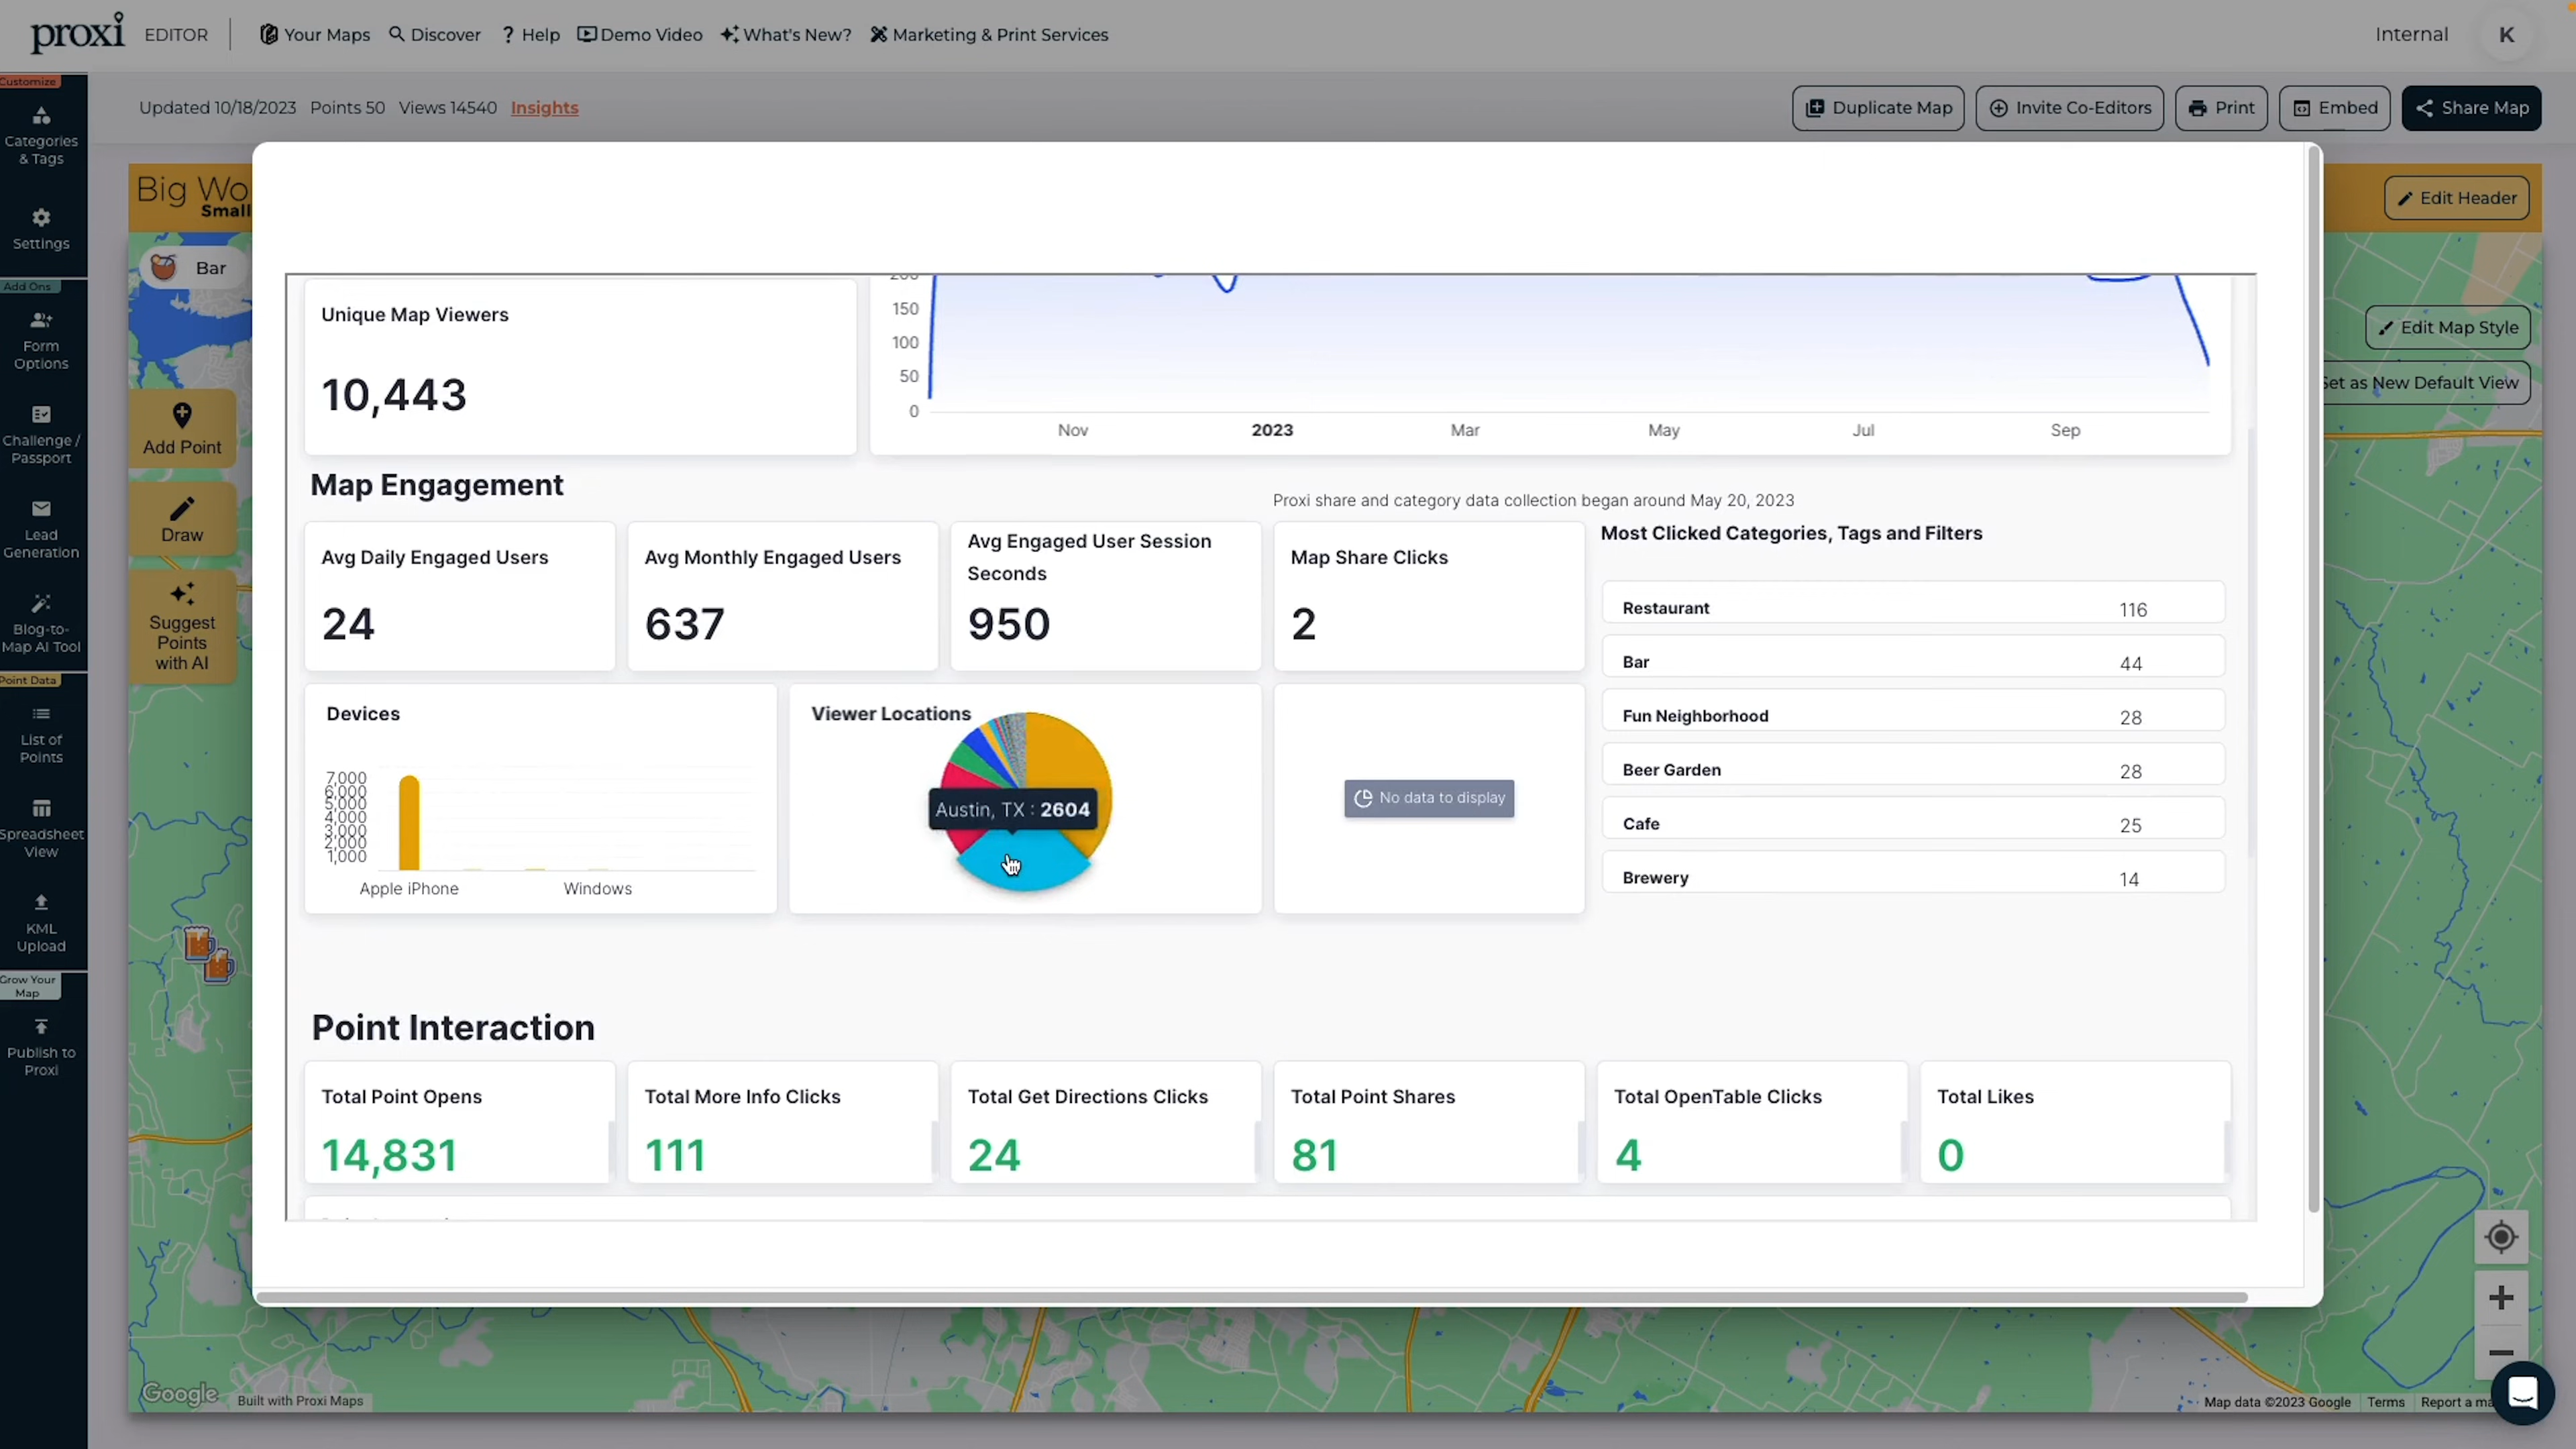 proxi EDITOR Your Maps Discover ? Help Demo Video What's New? Marketing & Print Services Internal K
Customize
Updated 10/18/2023 Points 50 Views 14540 Insights Duplicate Map Invite Co-Editors Print Embed Share Map
Categories
& Tags
Settings
Add Ons
Form
Options
Challenge /
Passport
Lead
Generation
Blog-to-
Map AI Tool
Point Data
List of
Points
Spreadsheet
View
KML
Upload
Grow Your
Map
Publish to
Proxi
Big Wo
Small
Edit Header
Bar
Edit Map Style
Set as New Default View
Add Point
Draw
Suggest
Points
with AI
Unique Map Viewers
10,443
150
100
50
0
Nov 2023 Mar May Jul Sep
Map Engagement
Proxi share and category data collection began around May 20, 2023
Avg Daily Engaged Users
24
Avg Monthly Engaged Users
637
Avg Engaged User Session
Seconds
950
Map Share Clicks
2
Most Clicked Categories, Tags and Filters
Restaurant 116
Bar 44
Fun Neighborhood 28
Beer Garden 28
Cafe 25
Brewery 14
Devices
7,000
6,000
5,000
4,000
3,000
2,000
1,000
Apple iPhone Windows
Viewer Locations
Austin, TX : 2604
No data to display
Point Interaction
Total Point Opens
14,831
Total More Info Clicks
111
Total Get Directions Clicks
24
Total Point Shares
81
Total OpenTable Clicks
4
Total Likes
0
Google Built with Proxi Maps
Map data ©2023 Google Terms Report a ma